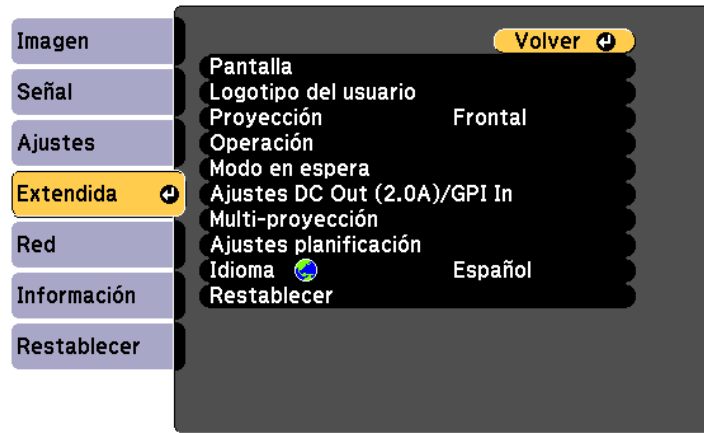 Imagen
Señal
Ajustes
Extendida
Red
Información
Restablecer
Volver
Pantalla
Logotipo del usuario
Proyección Frontal
Operación
Modo en espera
Ajustes DC Out (2.0A)/GPI In
Multi-proyección
Ajustes planificación
Idioma Español
Restablecer